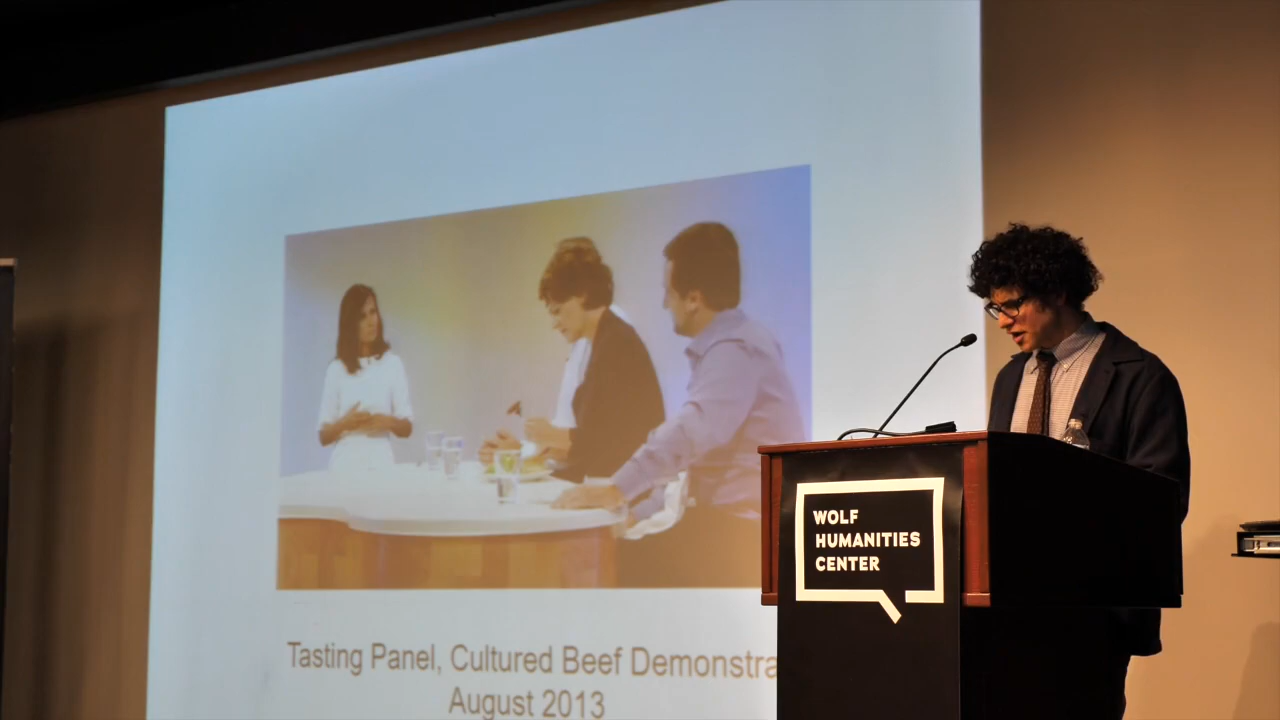 Tasting Panel, Cultured Beef Demonstra
August 2013
WOLF
HUMANITIES
CENTER